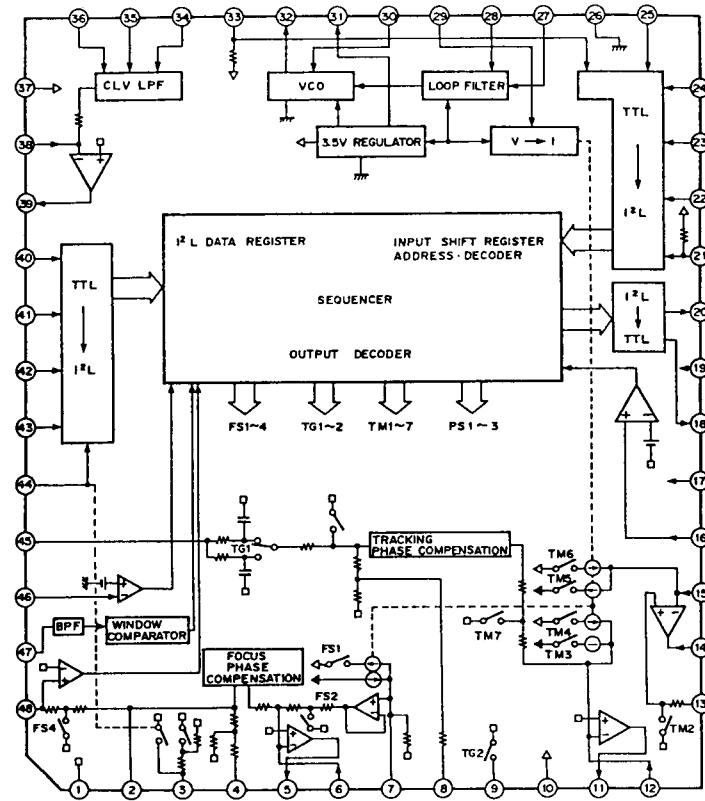 36 35 34 33 32 31 30 29 28 27 26 25
37
CLV LPF
VCO
LOOP FILTER
TTL
24
38
3.5V REGULATOR
V → I
23
39
I²L
22
21
40
TTL
I²L DATA REGISTER
INPUT SHIFT REGISTER
ADDRESS·DECODER
41
SEQUENCER
I²L
20
42
I²L
OUTPUT DECODER
TTL
19
43
FS1~4
TG1~2
TM1~7
PS1~3
18
44
17
45
TG1
TRACKING
PHASE COMPENSATION
16
46
TM6
TM5
15
47
BPF
WINDOW
COMPARATOR
TM7
TM4
TM3
14
FOCUS
PHASE
COMPENSATION
FS1
48
FS4
FS2
TG2
TM2
13
1 2 3 4 5 6 7 8 9 10 11 12